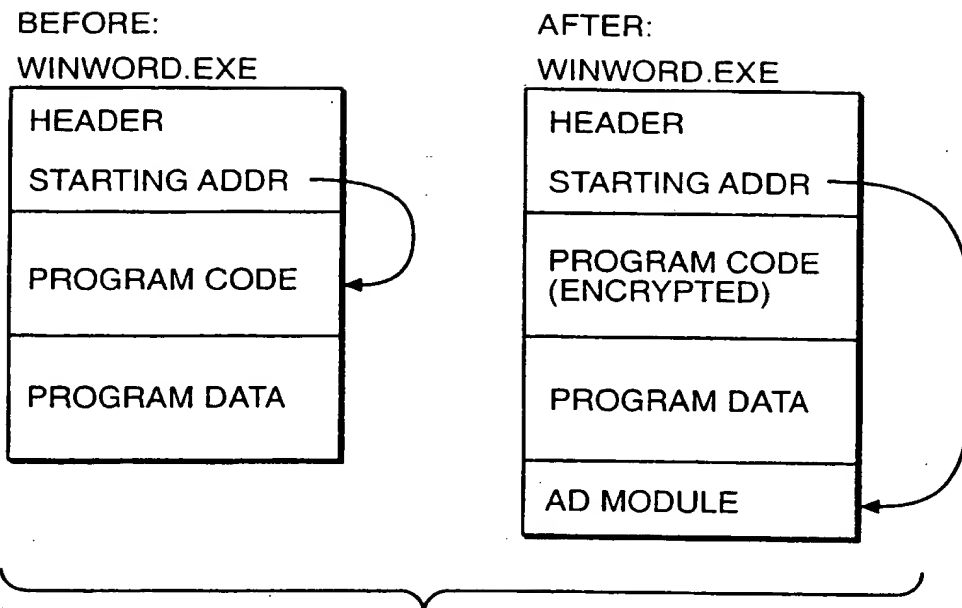 BEFORE:
WINWORD.EXE
HEADER
STARTING ADDR
PROGRAM CODE
PROGRAM DATA
AFTER:
WINWORD.EXE
HEADER
STARTING ADDR
PROGRAM CODE
(ENCRYPTED)
PROGRAM DATA
AD MODULE